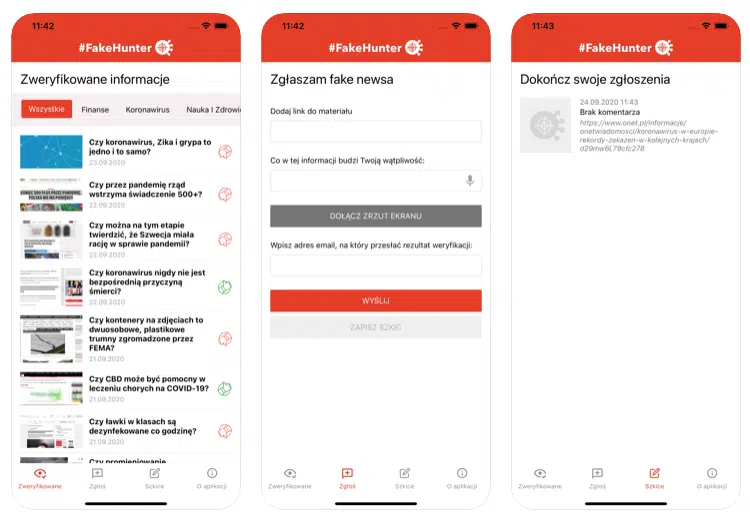 11:42
#FakeHunter
Zweryfikowane informacje
Wszystkie
Finanse
Koronawirus
Nauka I Zdrowie
Czy koronawirus, Zika i grypa to
jedno i to samo?
23.09.2020
Czy przez pandemię rząd
wstrzyma świadczenie 500+?
22.09.2020
Czy można na tym etapie
twierdzić, że Szwecja miała
rację w sprawie pandemii?
22.09.2020
Czy koronawirus nigdy nie jest
bezpośrednią przyczyną
śmierci?
22.09.2020
Czy kontenery na zdjęciach to
dwuosobowe, plastikowe
trumny zgromadzone przez
FEMA?
21.09.2020
Czy CBD może być pomocny w
leczeniu chorych na COVID-19?
21.09.2020
Czy ławki w klasach są
dezynfekowane co godzinę?
21.09.2020
Czy promieniowanie
Zweryfikowane
Zgłoś
Szkice
O aplikacji
11:42
#FakeHunter
Zgłaszam fake newsa
Dodaj link do materiału
Co w tej informacji budzi Twoją wątpliwość:
DOŁĄCZ ZRZUT EKRANU
Wpisz adres email, na który przesłać rezultat weryfikacji:
WYŚLIJ
ZAPISZ SZKIC
Zweryfikowane
Zgłoś
Szkice
O aplikacji
11:43
#FakeHunter
Dokończ swoje zgłoszenia
24.09.2020 11:43
Brak komentarza
https://www.onet.pl/informacje/
onetwiadomosci/koronawirus-w-europie-
rekordy-zakazen-w-kolejnych-krajach/
d29mw6l,79cfc278
Zweryfikowane
Zgłoś
Szkice
O aplikacji